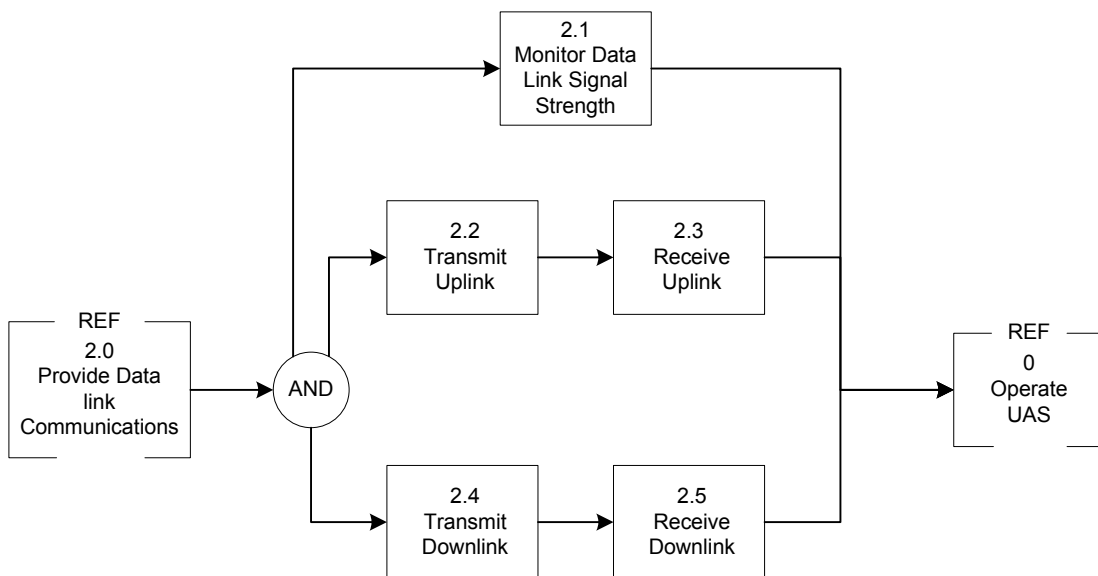 2.1
Monitor Data
Link Signal
Strength
2.2
Transmit
Uplink
2.3
Receive
Uplink
REF
2.0
Provide Data
link
Communications
AND
REF
0
Operate
UAS
2.4
Transmit
Downlink
2.5
Receive
Downlink